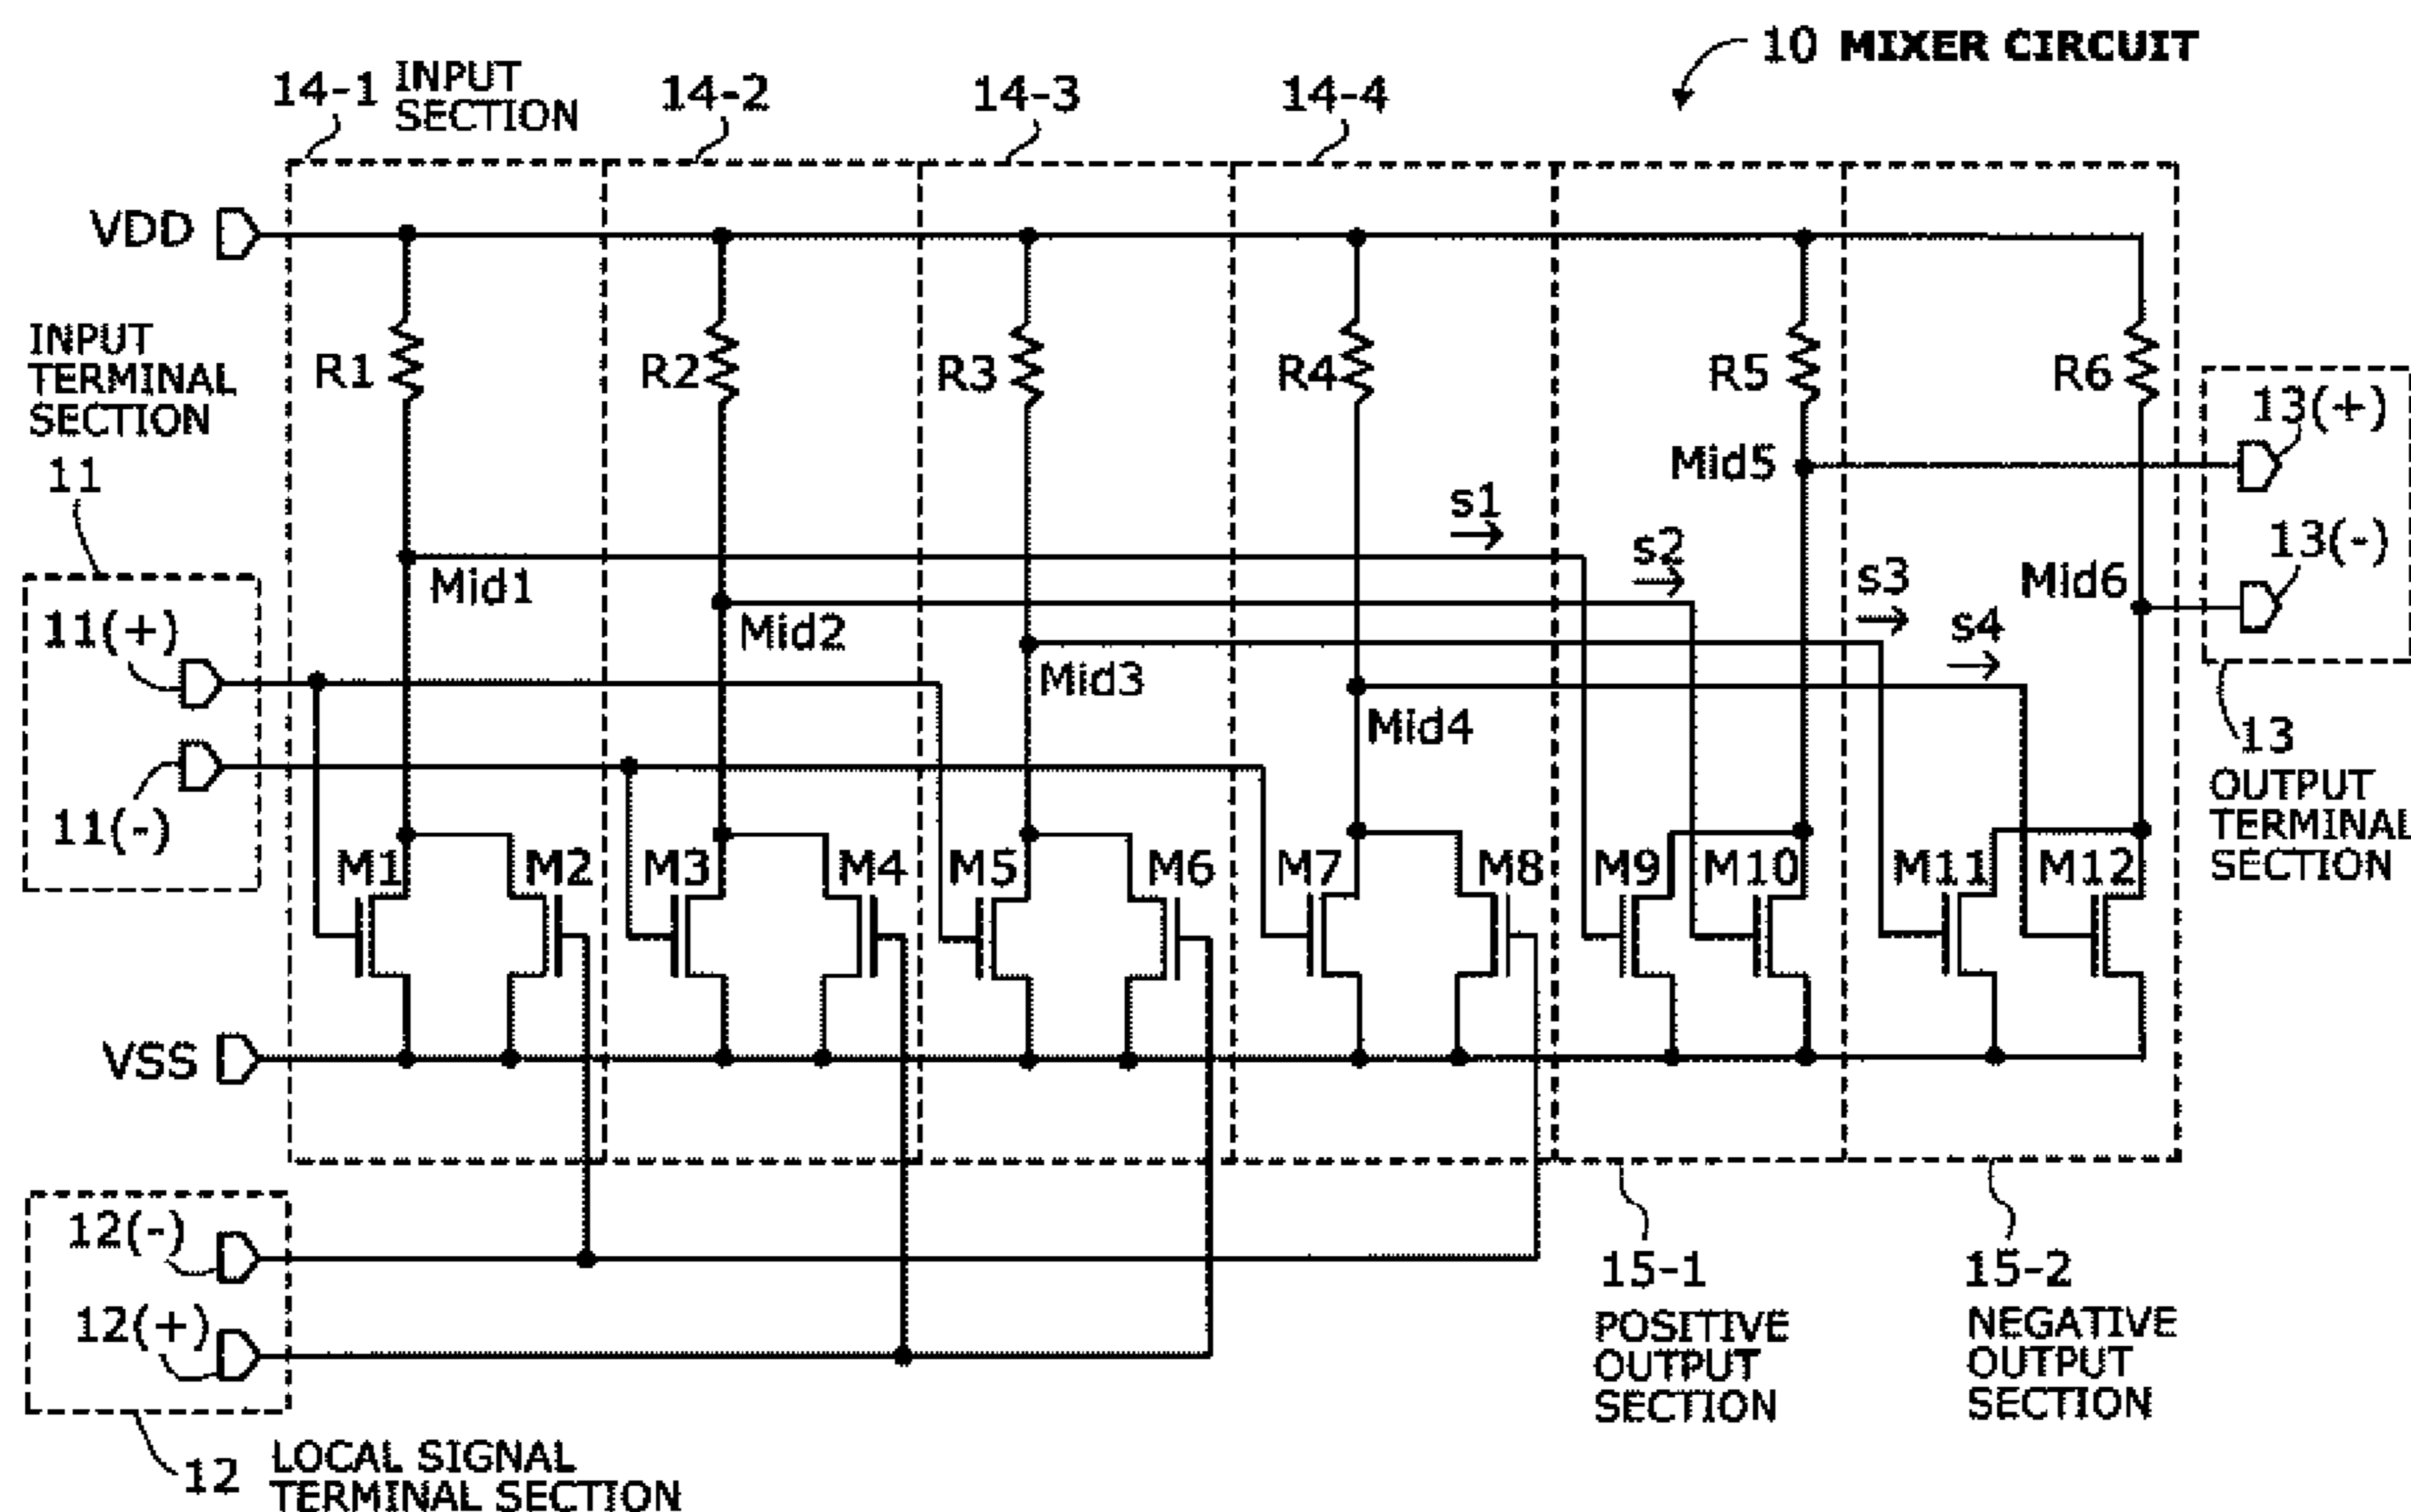 10 MIXER CIRCUIT
14-1 INPUT
SECTION
14-2
14-3
14-4
VDD
INPUT
TERMINAL
SECTION
11
R1
R2
R3
R4
R5
R6
13(+)
Mid5
s1
s2
13(-)
Mid1
s3
Mid6
11(+)
Mid2
s4
Mid3
Mid4
13
OUTPUT
TERMINAL
SECTION
11(-)
M1
M2
M3
M4
M5
M6
M7
M8
M9
M10
M11
M12
VSS
12(-)
12(+)
15-1
POSITIVE
OUTPUT
SECTION
15-2
NEGATIVE
OUTPUT
SECTION
12
LOCAL SIGNAL
TERMINAL SECTION